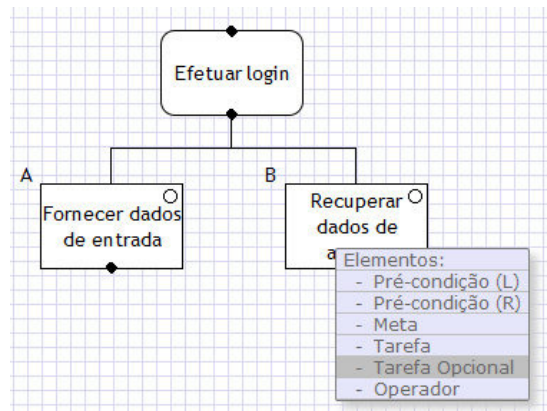 Efetuar login
A
B
Fornecer dados
de entrada
Recuperar
dados de
Elementos:
- Pré-condição (L)
- Pré-condição (R)
- Meta
- Tarefa
- Tarefa Opcional
- Operador